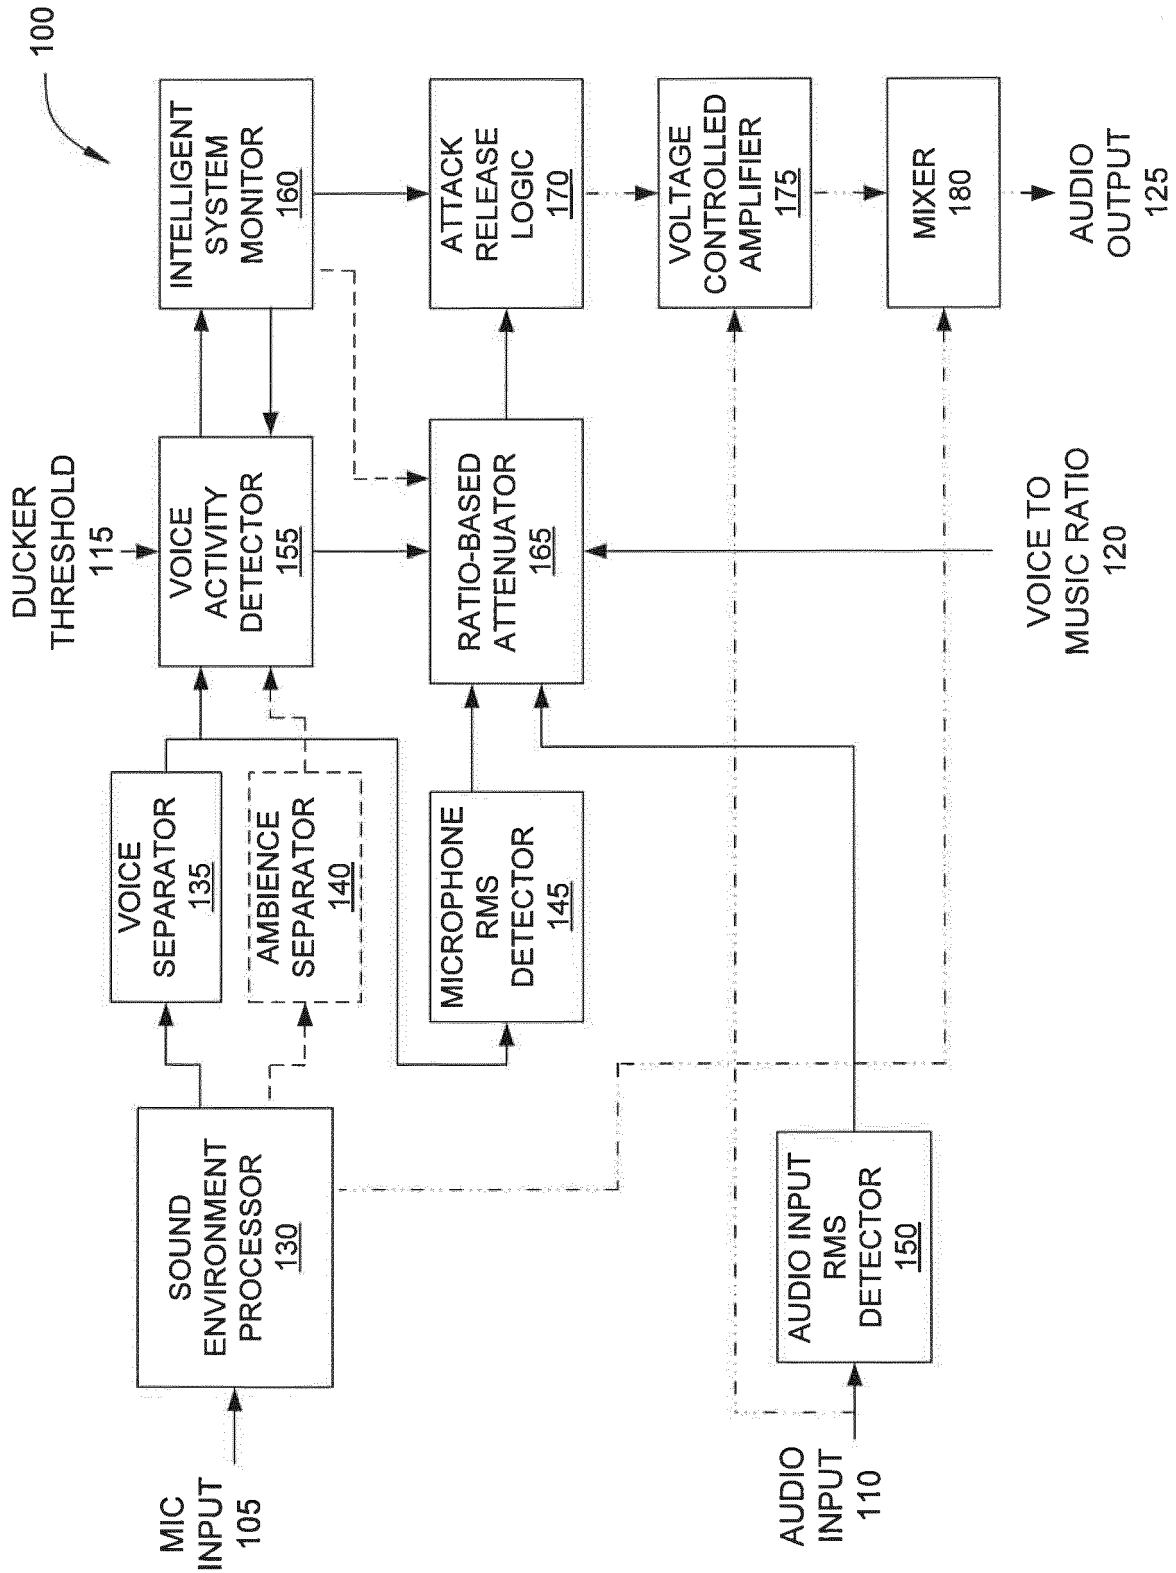 100
MIC
INPUT
105
SOUND
ENVIRONMENT
PROCESSOR
130
VOICE
SEPARATOR
135
AMBIENCE
SEPARATOR
140
DUCKER
THRESHOLD
115
VOICE
ACTIVITY
DETECTOR
155
INTELLIGENT
SYSTEM
MONITOR
160
MICROPHONE
RMS
DETECTOR
145
RATIO-BASED
ATTENUATOR
165
ATTACK
RELEASE
LOGIC
170
VOLTAGE
CONTROLLED
AMPLIFIER
175
AUDIO
INPUT
110
AUDIO INPUT
RMS
DETECTOR
150
MIXER
180
VOICE TO
MUSIC RATIO
120
AUDIO
OUTPUT
125